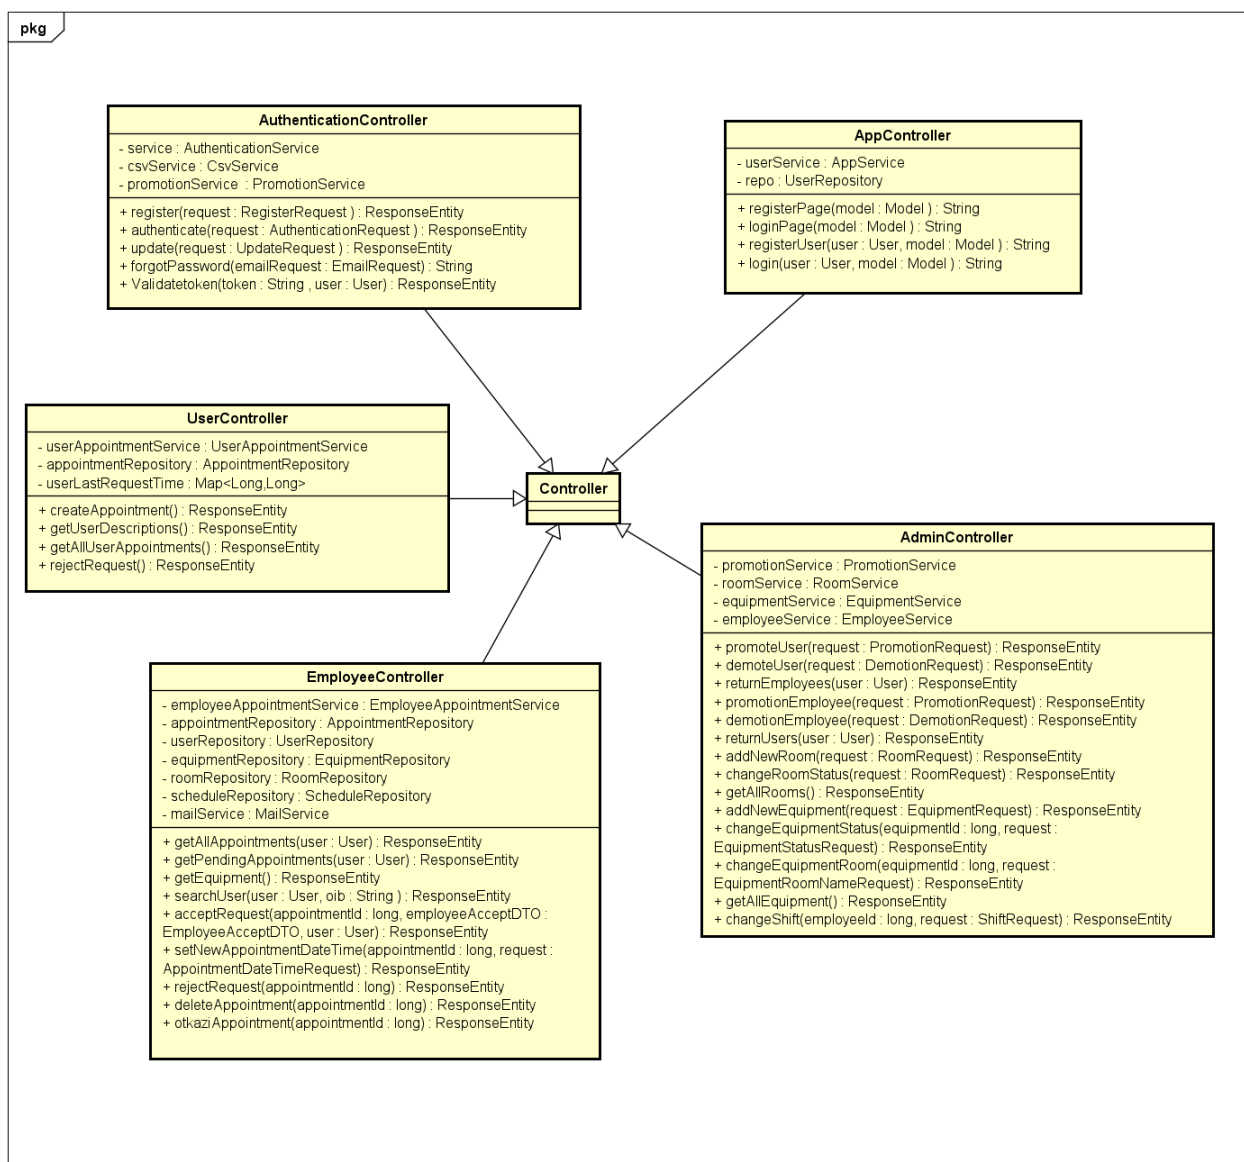 pkg
AuthenticationController
- service : AuthenticationService
- csvService : CsvService
- promotionService : PromotionService
+ register(request : RegisterRequest ) : ResponseEntity
+ authenticate(request : AuthenticationRequest ) : ResponseEntity
+ update(request : UpdateRequest ) : ResponseEntity
+ forgotPassword(emailRequest : EmailRequest) : String
+ Validatetoken(token : String , user : User) : ResponseEntity
AppController
- userService : AppService
- repo : UserRepository
+ registerPage(model : Model ) : String
+ loginPage(model : Model ) : String
+ registerUser(user : User, model : Model ) : String
+ login(user : User, model : Model ) : String
UserController
- userAppointmentService : UserAppointmentService
- appointmentRepository : AppointmentRepository
- userLastRequestTime : Map<Long,Long>
+ createAppointment() : ResponseEntity
+ getUserDescriptions() : ResponseEntity
+ getAllUserAppointments() : ResponseEntity
+ rejectRequest() : ResponseEntity
Controller
AdminController
- promotionService : PromotionService
- roomService : RoomService
- equipmentService : EquipmentService
- employeeService : EmployeeService
+ promoteUser(request : PromotionRequest) : ResponseEntity
+ demoteUser(request : DemotionRequest) : ResponseEntity
+ returnEmployees(user : User) : ResponseEntity
+ promotionEmployee(request : PromotionRequest) : ResponseEntity
+ demotionEmployee(request : DemotionRequest) : ResponseEntity
+ returnUsers(user : User) : ResponseEntity
+ addNewRoom(request : RoomRequest) : ResponseEntity
+ changeRoomStatus(request : RoomRequest) : ResponseEntity
+ getAllRooms() : ResponseEntity
+ addNewEquipment(request : EquipmentRequest) : ResponseEntity
+ changeEquipmentStatus(equipmentId : long, request :
EquipmentStatusRequest) : ResponseEntity
+ changeEquipmentRoom(equipmentId : long, request :
EquipmentRoomNameRequest) : ResponseEntity
+ getAllEquipment() : ResponseEntity
+ changeShift(employeeId : long, request : ShiftRequest) : ResponseEntity
EmployeeController
- employeeAppointmentService : EmployeeAppointmentService
- appointmentRepository : AppointmentRepository
- userRepository : UserRepository
- equipmentRepository : EquipmentRepository
- roomRepository : RoomRepository
- scheduleRepository : ScheduleRepository
- mailService : MailService
+ getAllAppointments(user : User) : ResponseEntity
+ getPendingAppointments(user : User) : ResponseEntity
+ getEquipment() : ResponseEntity
+ searchUser(user : User, oib : String ) : ResponseEntity
+ acceptRequest(appointmentId : long, employeeAcceptDTO :
EmployeeAcceptDTO, user : User) : ResponseEntity
+ setNewAppointmentDateTime(appointmentId : long, request :
AppointmentDateTimeRequest) : ResponseEntity
+ rejectRequest(appointmentId : long) : ResponseEntity
+ deleteAppointment(appointmentId : long) : ResponseEntity
+ otkaziAppointment(appointmentId : long) : ResponseEntity